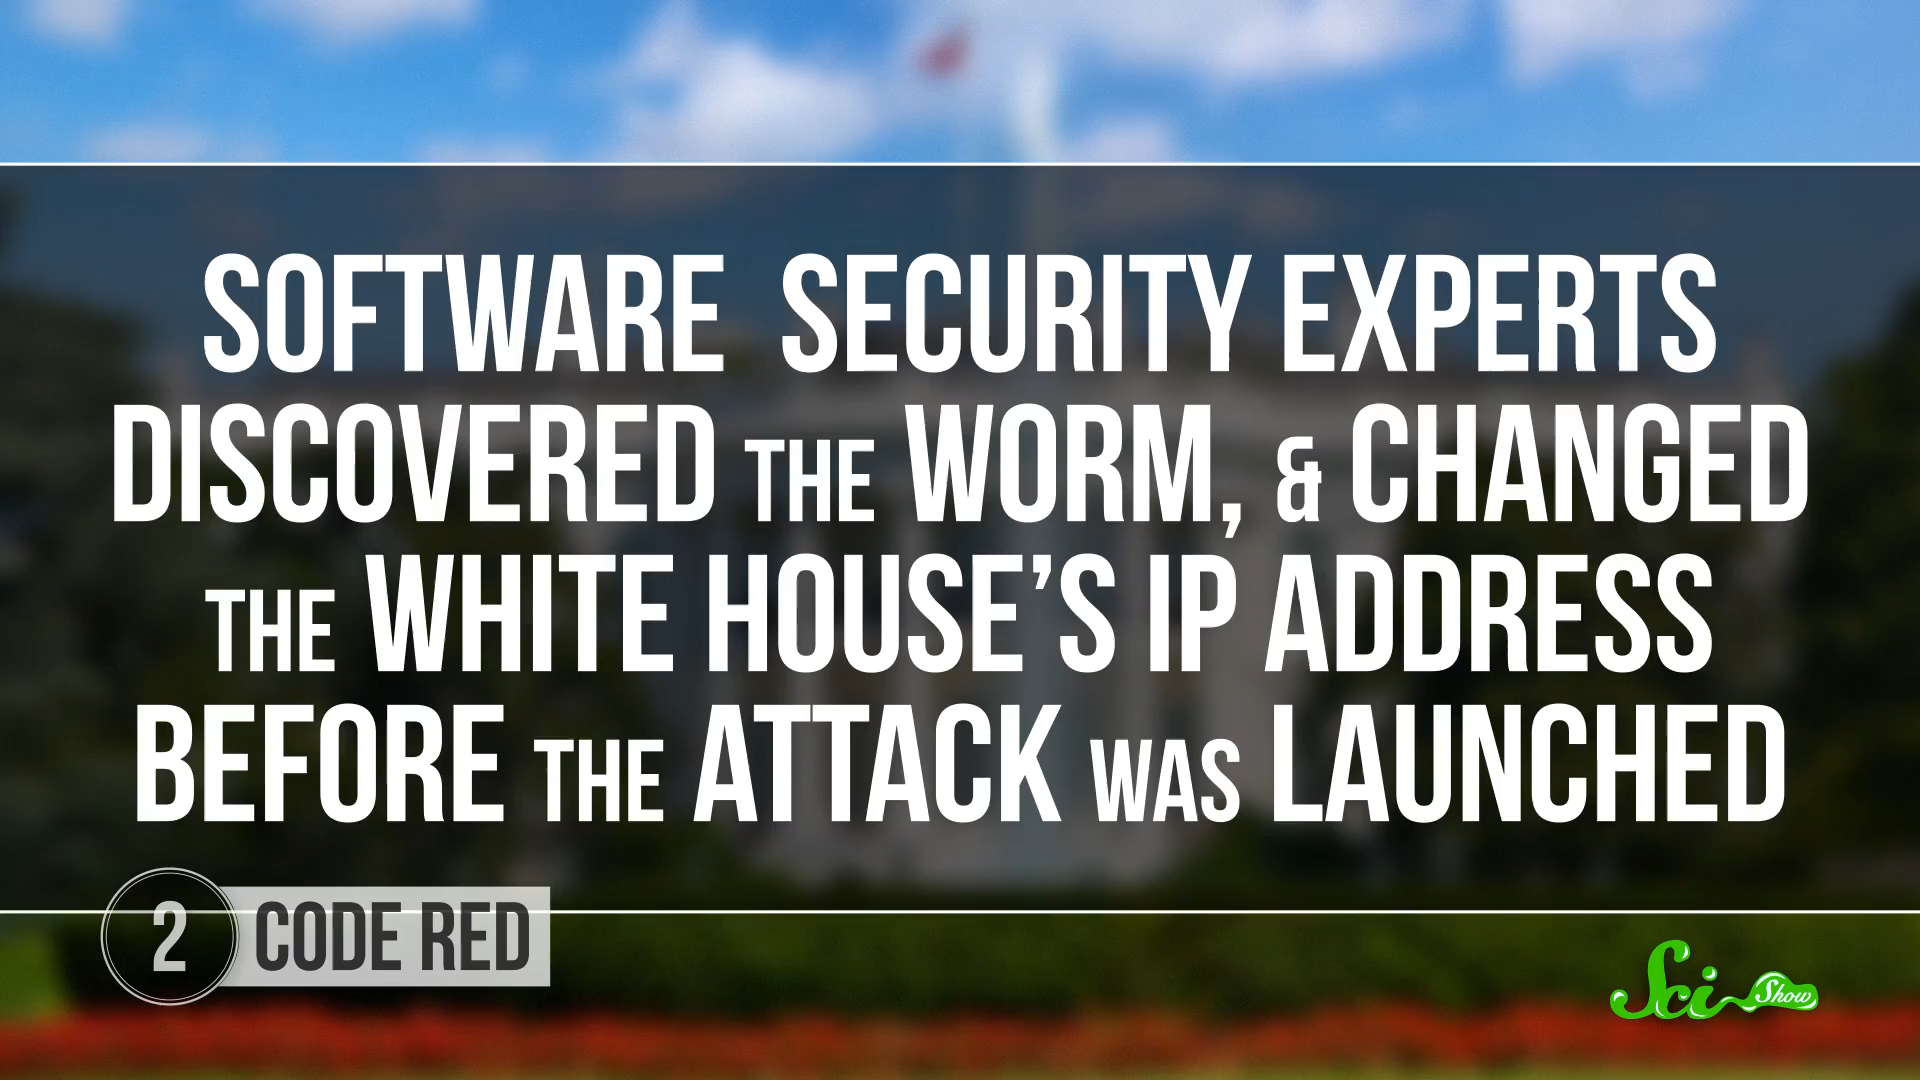 SOFTWARE SECURITY EXPERTS
DISCOVERED THE WORM, & CHANGED
THE WHITE HOUSE'S IP ADDRESS
BEFORE THE ATTACK WAS LAUNCHED
2 CODE RED
Sci Show